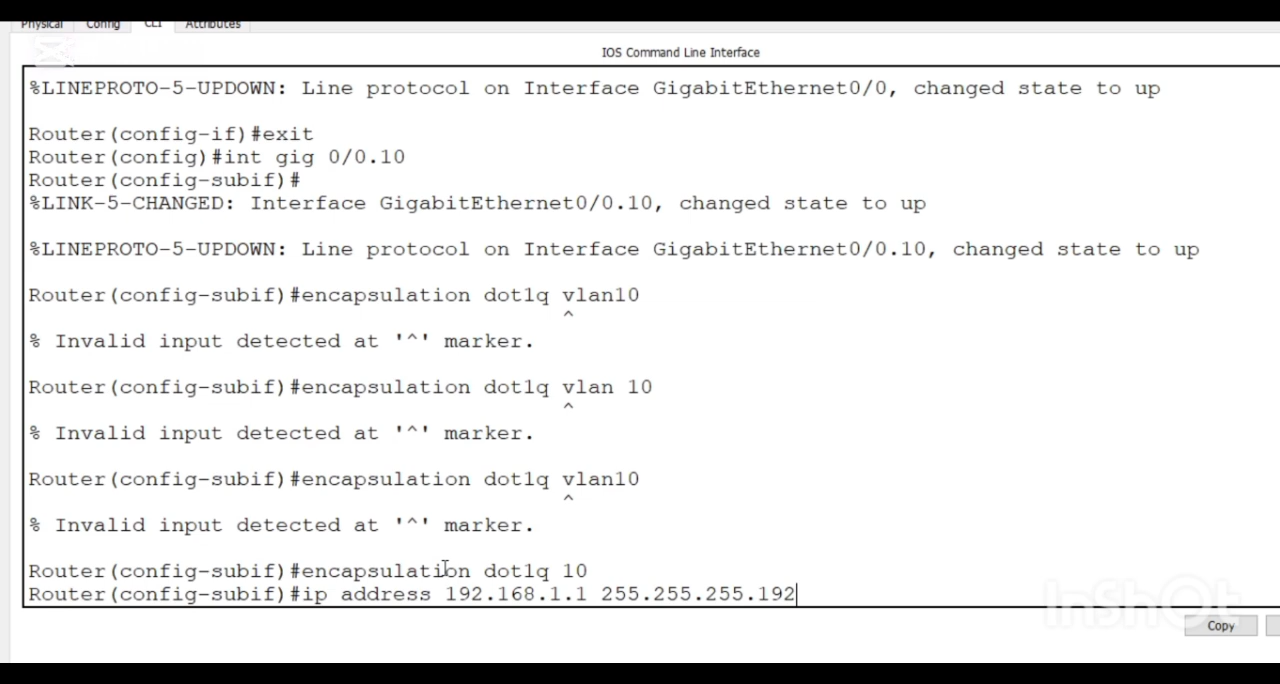 Physical Config CLI Attributes
IOS Command Line Interface
%LINEPROTO-5-UPDOWN: Line protocol on Interface GigabitEthernet0/0, changed state to up
Router(config-if)#exit
Router(config)#int gig 0/0.10
Router(config-subif)#
%LINK-5-CHANGED: Interface GigabitEthernet0/0.10, changed state to up
%LINEPROTO-5-UPDOWN: Line protocol on Interface GigabitEthernet0/0.10, changed state to up
Router(config-subif)#encapsulation dot1q vlan10
^
% Invalid input detected at '^' marker.
Router(config-subif)#encapsulation dot1q vlan 10
^
% Invalid input detected at '^' marker.
Router(config-subif)#encapsulation dot1q vlan10
^
% Invalid input detected at '^' marker.
Router(config-subif)#encapsulation dot1q 10
Router(config-subif)#ip address 192.168.1.1 255.255.255.192
InShOt
Copy